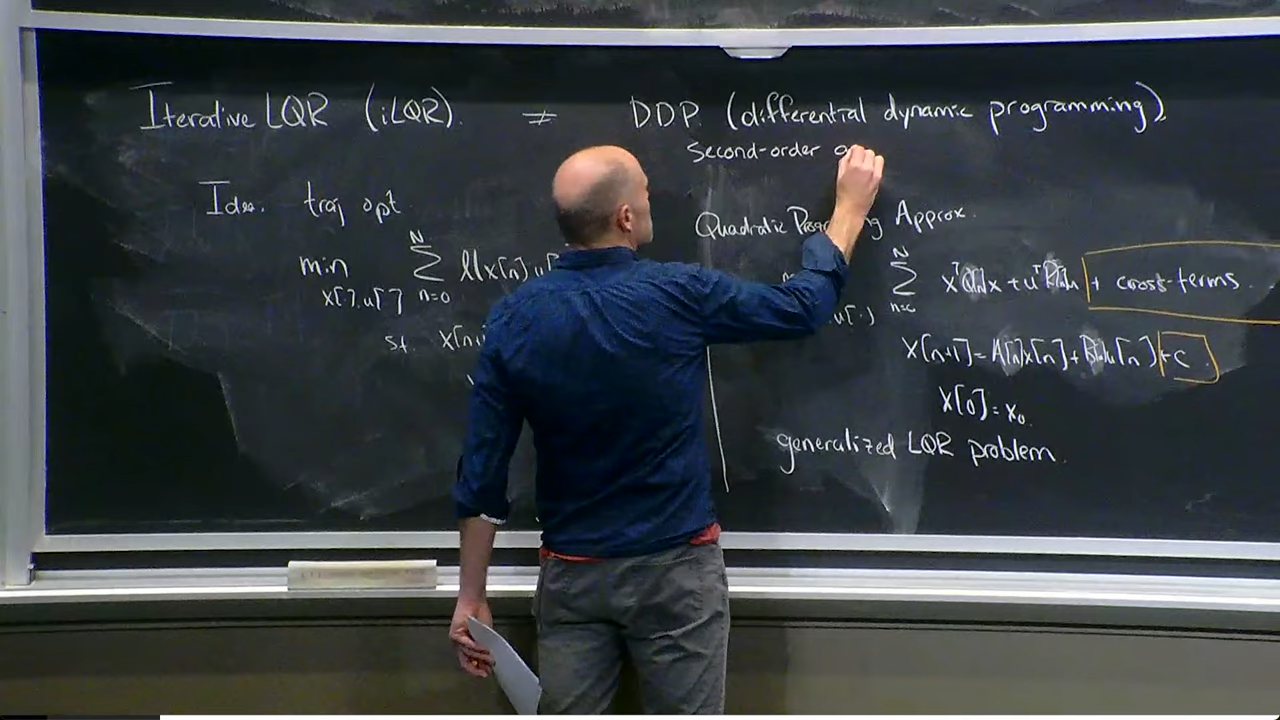 Iterative LQR (iLQR). ≠ DDP (differential dynamic programming).
second-order
Idea. traj opt.
Quadratic Approx.
min N Σ n=0 l(x[n], u
x[·], u[·]
s.t. x[n+1
N Σ n=0 xᵀQ[n]x + uᵀR[n]u + cross-terms.
u[·]
x[n+1] = A[n]x[n] + B[n]u[n] + c
x[0] = x₀.
generalized LQR problem.